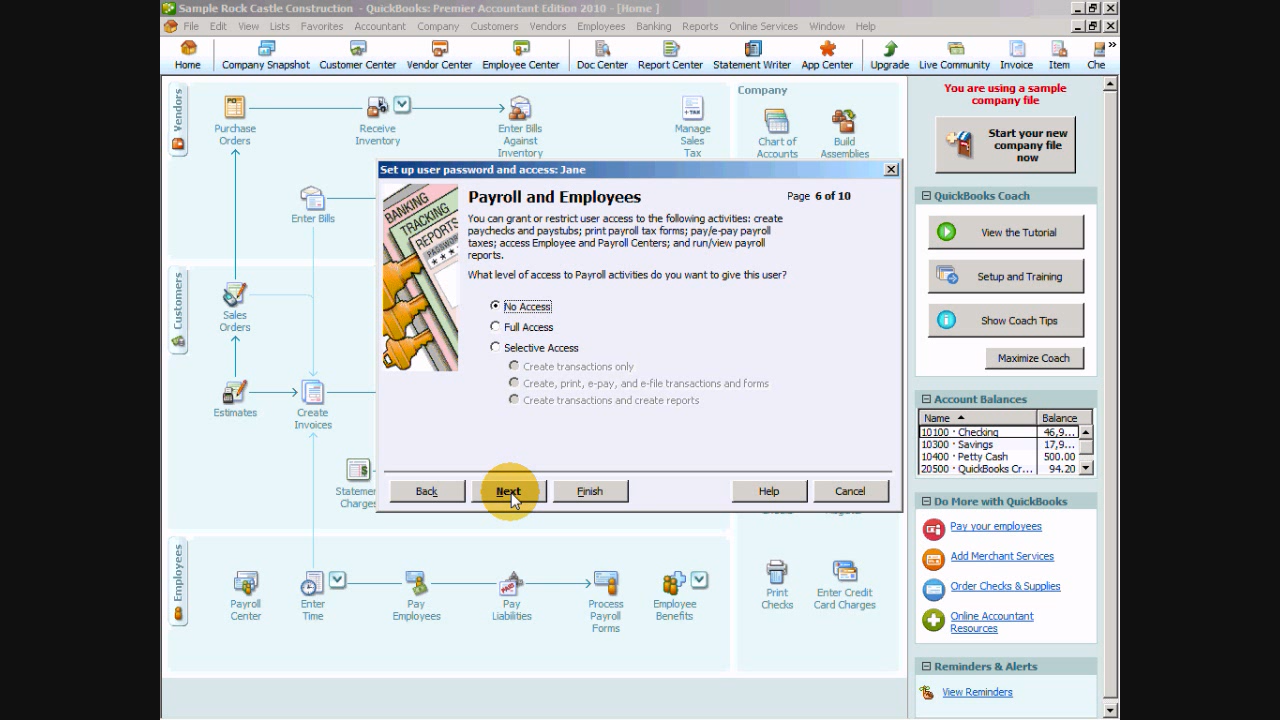 Sample Rock Castle Construction - QuickBooks: Premier Accountant Edition 2010 - [Home ]
File Edit View Lists Favorites Accountant Company Customers Vendors Employees Banking Reports Online Services Window Help
Home Company Snapshot Customer Center Vendor Center Employee Center Doc Center Report Center Statement Writer App Center Upgrade Live Community Invoice Item Che
Vendors
Purchase
Orders
Receive
Inventory
Enter Bills
Against
Inventory
Manage
Sales
Tax
Enter Bills
Company
Chart of
Accounts
Build
Assemblies
Customers
Sales
Orders
Estimates
Create
Invoices
Statemen
Charges
Employees
Payroll
Center
Enter
Time
Pay
Employees
Pay
Liabilities
Process
Payroll
Forms
Employee
Benefits
Print
Checks
Enter Credit
Card Charges
Set up user password and access: Jane
BANKING
TRACKING
REPORTS
Payroll and Employees
Page 6 of 10
You can grant or restrict user access to the following activities: create
paychecks and paystubs; print payroll tax forms; pay/e-pay payroll
taxes; access Employee and Payroll Centers; and run/view payroll
reports.
What level of access to Payroll activities do you want to give this user?
No Access
Full Access
Selective Access
Create transactions only
Create, print, e-pay, and e-file transactions and forms
Create transactions and create reports
Back Next Finish Help Cancel
You are using a sample
company file
Start your new
company file
now
QuickBooks Coach
View the Tutorial
Setup and Training
Show Coach Tips
Maximize Coach
Account Balances
Name Balance
10100 · Checking 46,9...
10300 · Savings 17,9...
10400 · Petty Cash 500.00
20500 · QuickBooks Cr... 94.20
Do More with QuickBooks
Pay your employees
Add Merchant Services
Order Checks & Supplies
Online Accountant
Resources
Reminders & Alerts
View Reminders